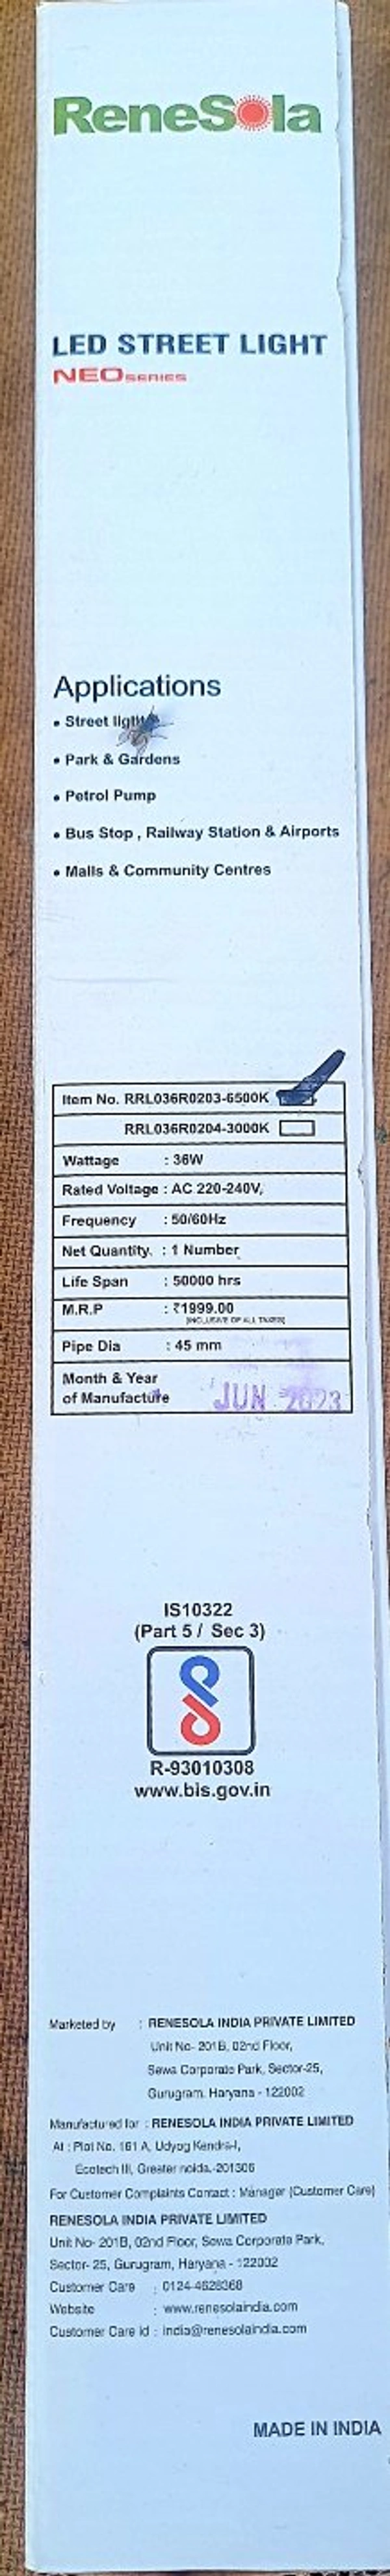 ReneSola
LED STREET LIGHT
NEO SERIES
Applications
• Street
• Park & Gardens
• Petrol Pump
• Bus Stop , Railway Station & Airports
• Malls & Community Centres
Item No. RRL036R0203-6500K
RRL036R0204-3000K
Wattage : 36W
Rated Voltage : AC 220-240V,
Frequency : 50/60Hz
Net Quantity. : 1 Number
Life Span : 50000 hrs
M.R.P : ₹1999.00
(INCLUSIVE OF ALL TAXES)
Pipe Dia : 45 mm
Month & Year
of Manufacture JUN 2023
IS10322
(Part 5 / Sec 3)
R-93010308
www.bis.gov.in
Marketed by : RENESOLA INDIA PRIVATE LIMITED
Unit No- 201B, 02nd Floor,
Sewa Corporate Park, Sector-25,
Gurugram, Haryana - 122002
Manufactured for : RENESOLA INDIA PRIVATE LIMITED
At : Plot No. 161 A, Udyog Kendra-I,
Ecotech III, Greater noida.-201306
For Customer Complaints Contact : Manager (Customer Care)
RENESOLA INDIA PRIVATE LIMITED
Unit No- 201B, 02nd Floor, Sewa Corporate Park,
Sector- 25, Gurugram, Haryana - 122002
Customer Care : 0124-4628368
Website : www.renesolaindia.com
Customer Care id : india@renesolaindia.com
MADE IN INDIA